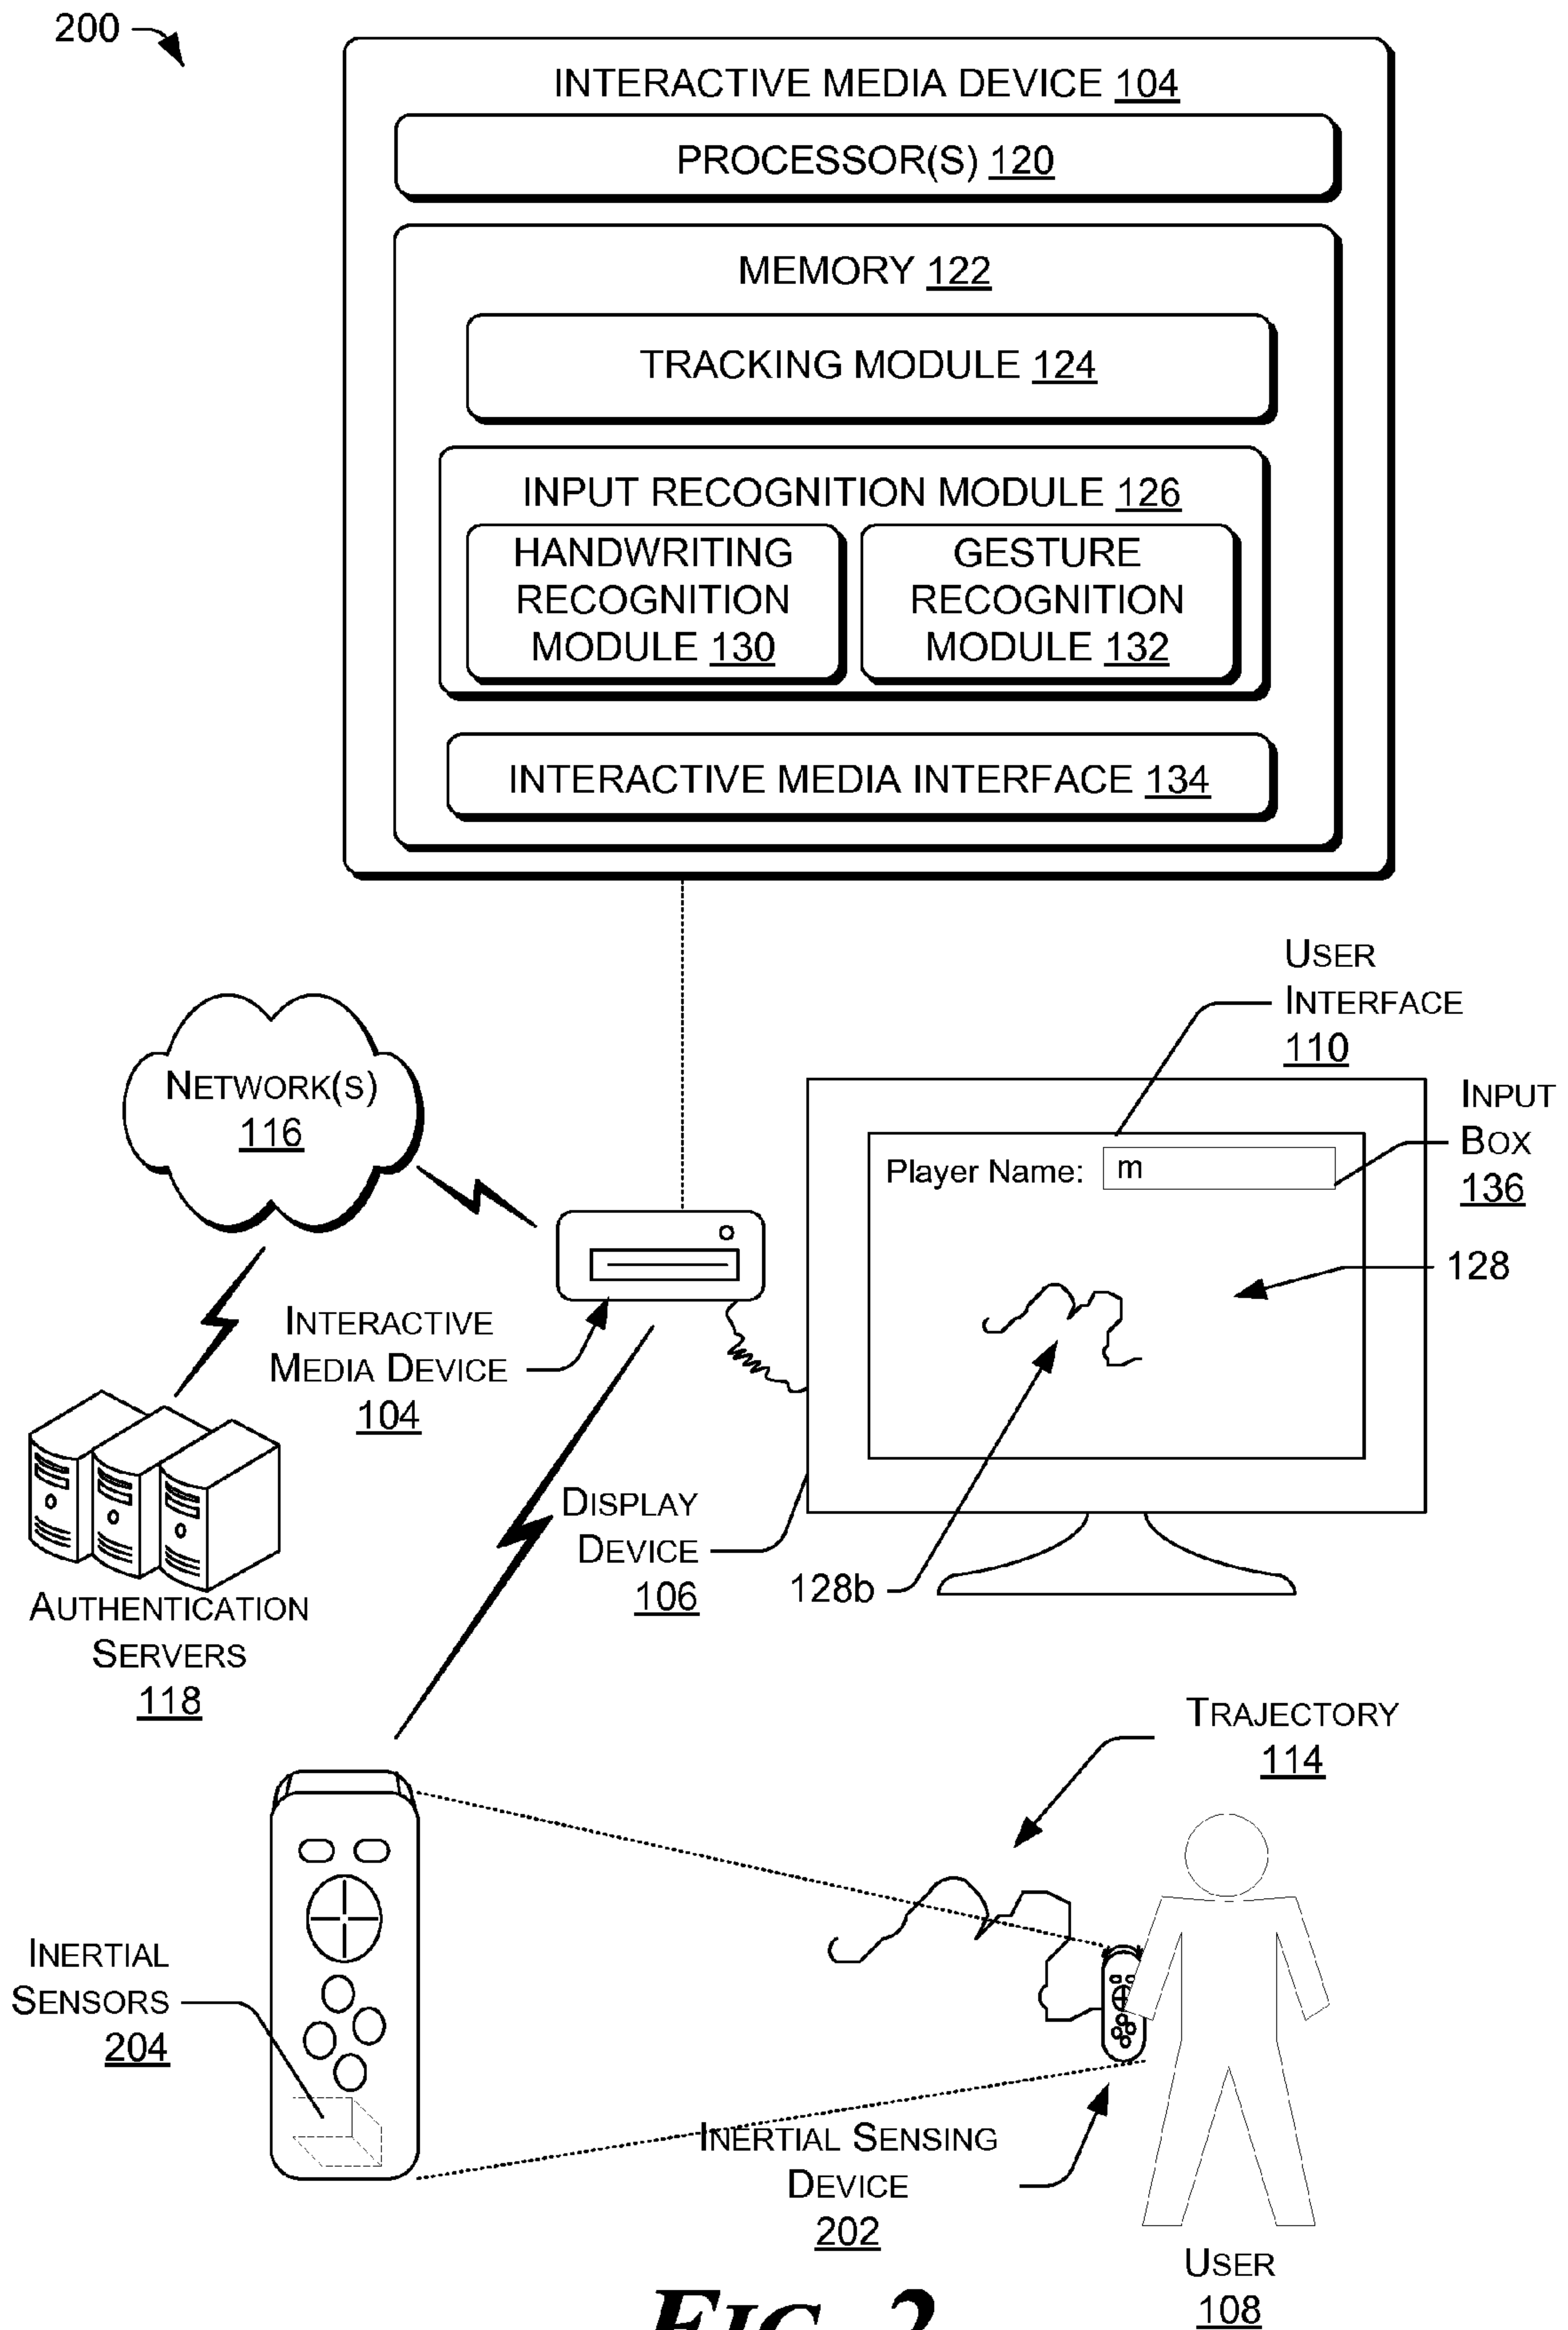 200
INTERACTIVE MEDIA DEVICE 104
PROCESSOR(S) 120
MEMORY 122
TRACKING MODULE 124
INPUT RECOGNITION MODULE 126
HANDWRITING
RECOGNITION
MODULE 130
GESTURE
RECOGNITION
MODULE 132
INTERACTIVE MEDIA INTERFACE 134
USER
INTERFACE
110
NETWORK(S)
116
INPUT
BOX
136
Player Name: m
128
INTERACTIVE
MEDIA DEVICE
104
DISPLAY
DEVICE
106
128b
AUTHENTICATION
SERVERS
118
TRAJECTORY
114
INERTIAL
SENSORS
204
INERTIAL SENSING
DEVICE
202
USER
108
FIG. 2